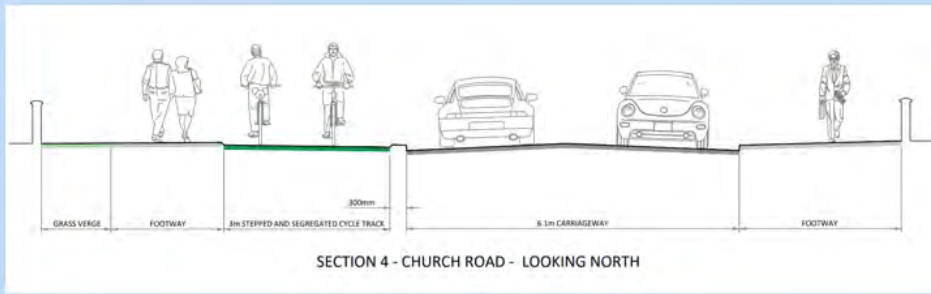 300mm
GRASS VERGE
FOOTWAY
3m STEPPED AND SEGREGATED CYCLE TRACK
6.1m CARRIAGEWAY
FOOTWAY
SECTION 4 - CHURCH ROAD - LOOKING NORTH